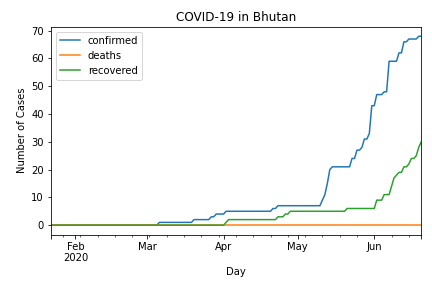 COVID-19 in Bhutan
confirmed
deaths
recovered
Number of Cases
70
60
50
40
30
20
10
0
Feb
2020
Mar
Apr
May
Jun
Day